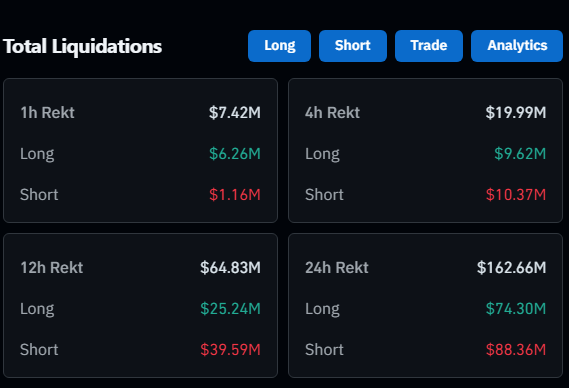 Total Liquidations Long Short Trade Analytics
1h Rekt $7.42M
Long $6.26M
Short $1.16M
4h Rekt $19.99M
Long $9.62M
Short $10.37M
12h Rekt $64.83M
Long $25.24M
Short $39.59M
24h Rekt $162.66M
Long $74.30M
Short $88.36M